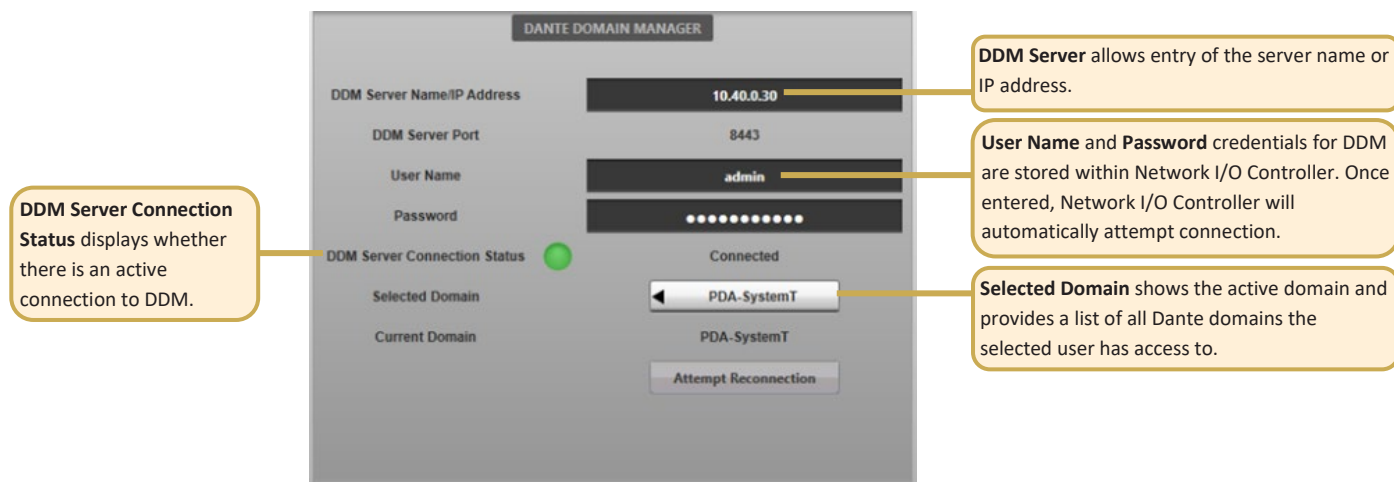 DANTE DOMAIN MANAGER
DDM Server Name/IP Address
10.40.0.30
DDM Server Port
8443
User Name
admin
Password
●●●●●●●●●●●
DDM Server Connection Status
Connected
Selected Domain
PDA-SystemT
Current Domain
PDA-SystemT
Attempt Reconnection
DDM Server Connection
Status displays whether
there is an active
connection to DDM.
DDM Server allows entry of the server name or
IP address.
User Name and Password credentials for DDM
are stored within Network I/O Controller. Once
entered, Network I/O Controller will
automatically attempt connection.
Selected Domain shows the active domain and
provides a list of all Dante domains the
selected user has access to.